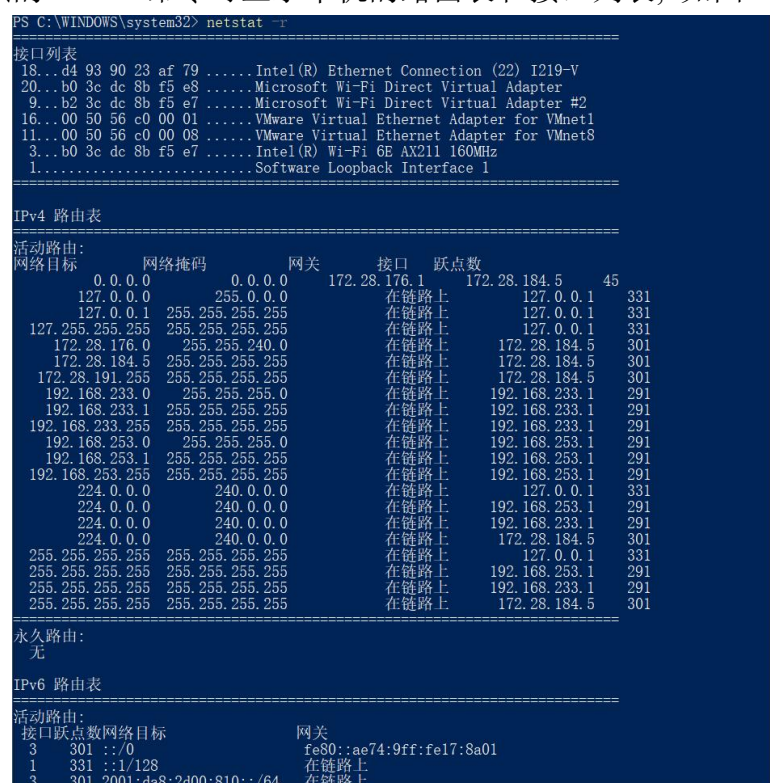 PS C:\WINDOWS\system32> netstat -r
===========================================================================
接口列表
 18...d4 93 90 23 af 79 ......Intel(R) Ethernet Connection (22) I219-V
 20...b0 3c dc 8b f5 e8 ......Microsoft Wi-Fi Direct Virtual Adapter
  9...b2 3c dc 8b f5 e7 ......Microsoft Wi-Fi Direct Virtual Adapter #2
 16...00 50 56 c0 00 01 ......VMware Virtual Ethernet Adapter for VMnet1
 11...00 50 56 c0 00 08 ......VMware Virtual Ethernet Adapter for VMnet8
  3...b0 3c dc 8b f5 e7 ......Intel(R) Wi-Fi 6E AX211 160MHz
  1...........................Software Loopback Interface 1
===========================================================================
IPv4 路由表
===========================================================================
活动路由:
网络目标        网络掩码          网关       接口   跃点数
          0.0.0.0          0.0.0.0     172.28.176.1     172.28.184.5     45
        127.0.0.0        255.0.0.0            在链路上         127.0.0.1    331
        127.0.0.1  255.255.255.255            在链路上         127.0.0.1    331
  127.255.255.255  255.255.255.255            在链路上         127.0.0.1    331
     172.28.176.0    255.255.240.0            在链路上      172.28.184.5    301
     172.28.184.5  255.255.255.255            在链路上      172.28.184.5    301
   172.28.191.255  255.255.255.255            在链路上      172.28.184.5    301
    192.168.233.0    255.255.255.0            在链路上     192.168.233.1    291
    192.168.233.1  255.255.255.255            在链路上     192.168.233.1    291
  192.168.233.255  255.255.255.255            在链路上     192.168.233.1    291
    192.168.253.0    255.255.255.0            在链路上     192.168.253.1    291
    192.168.253.1  255.255.255.255            在链路上     192.168.253.1    291
  192.168.253.255  255.255.255.255            在链路上     192.168.253.1    291
        224.0.0.0        240.0.0.0            在链路上         127.0.0.1    331
        224.0.0.0        240.0.0.0            在链路上     192.168.253.1    291
        224.0.0.0        240.0.0.0            在链路上     192.168.233.1    291
        224.0.0.0        240.0.0.0            在链路上      172.28.184.5    301
  255.255.255.255  255.255.255.255            在链路上         127.0.0.1    331
  255.255.255.255  255.255.255.255            在链路上     192.168.253.1    291
  255.255.255.255  255.255.255.255            在链路上     192.168.233.1    291
  255.255.255.255  255.255.255.255            在链路上      172.28.184.5    301
===========================================================================
永久路由:
  无
IPv6 路由表
===========================================================================
活动路由:
 接口跃点数网络目标                网关
  3    301 ::/0                     fe80::ae74:9ff:fe17:8a01
  1    331 ::1/128                  在链路上
  3    301 2001:da8:2d00:810::/64   在链路上